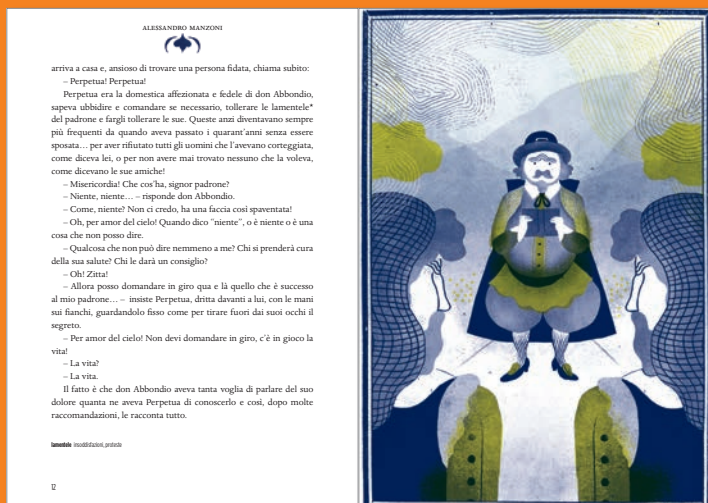 ALESSANDRO MANZONI
arriva a casa e, ansioso di trovare una persona fidata, chiama subito:
– Perpetua! Perpetua!
Perpetua era la domestica affezionata e fedele di don Abbondio,
sapeva ubbidire e comandare se necessario, tollerare le lamentele*
del padrone e fargli tollerare le sue. Queste anzi diventavano sempre
più frequenti da quando aveva passato i quarant'anni senza essere
sposata… per aver rifiutato tutti gli uomini che l'avevano corteggiata,
come diceva lei, o per non avere mai trovato nessuno che la voleva,
come dicevano le sue amiche!
– Misericordia! Che cos'ha, signor padrone?
– Niente, niente… – risponde don Abbondio.
– Come, niente? Non ci credo, ha una faccia così spaventata!
– Oh, per amor del cielo! Quando dico "niente", o è niente o è una
cosa che non posso dire.
– Qualcosa che non può dire nemmeno a me? Chi si prenderà cura
della sua salute? Chi le darà un consiglio?
– Oh! Zitta!
– Allora posso domandare in giro qua e là quello che è successo
al mio padrone… – insiste Perpetua, dritta davanti a lui, con le mani
sui fianchi, guardandolo fisso come per tirare fuori dai suoi occhi il
segreto.
– Per amor del cielo! Non devi domandare in giro, c'è in gioco la
vita!
– La vita?
– La vita.
Il fatto è che don Abbondio aveva tanta voglia di parlare del suo
dolore quanta ne aveva Perpetua di conoscerlo e così, dopo molte
raccomandazioni, le racconta tutto.
lamentele insoddisfazioni, proteste
12